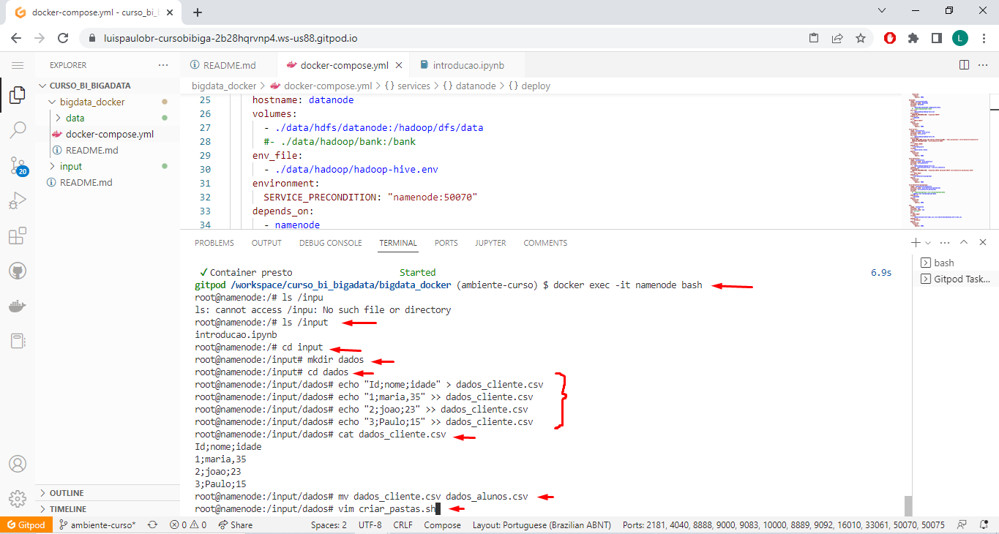 docker-compose.yml - curso_bi_b
luispaulobr-cursobibiga-2b28hqrvnp4.ws-us88.gitpod.io
L
EXPLORER
CURSO_BI_BIGADATA
bigdata_docker
data
docker-compose.yml
README.md
input
README.md
20
OUTLINE
TIMELINE
README.md
docker-compose.yml
introducao.ipynb
bigdata_docker > docker-compose.yml > {} services > {} datanode > {} deploy
25 hostname: datanode
26 volumes:
27 - ./data/hdfs/datanode:/hadoop/dfs/data
28 #- ./data/hadoop/bank:/bank
29 env_file:
30 - ./data/hadoop/hadoop-hive.env
31 environment:
32 SERVICE_PRECONDITION: "namenode:50070"
33 depends_on:
34 - namenode
PROBLEMS OUTPUT DEBUG CONSOLE TERMINAL PORTS JUPYTER COMMENTS
bash
Gitpod Task...
✓ Container presto Started 6.9s
gitpod /workspace/curso_bi_bigadata/bigdata_docker (ambiente-curso) $ docker exec -it namenode bash
root@namenode:/# ls /inpu
ls: cannot access /inpu: No such file or directory
root@namenode:/# ls /input
introducao.ipynb
root@namenode:/# cd input
root@namenode:/input# mkdir dados
root@namenode:/input# cd dados
root@namenode:/input/dados# echo "Id;nome;idade" > dados_cliente.csv
root@namenode:/input/dados# echo "1;maria,35" >> dados_cliente.csv
root@namenode:/input/dados# echo "2;joao;23" >> dados_cliente.csv
root@namenode:/input/dados# echo "3;Paulo;15" >> dados_cliente.csv
root@namenode:/input/dados# cat dados_cliente.csv
Id;nome;idade
1;maria,35
2;joao;23
3;Paulo;15
root@namenode:/input/dados# mv dados_cliente.csv dados_alunos.csv
root@namenode:/input/dados# vim criar_pastas.sh
Gitpod ambiente-curso* 0 0 Share Spaces: 2 UTF-8 CRLF Compose Layout: Portuguese (Brazilian ABNT) Ports: 2181, 4040, 8888, 9000, 9083, 10000, 8889, 9092, 16010, 33061, 50070, 50075